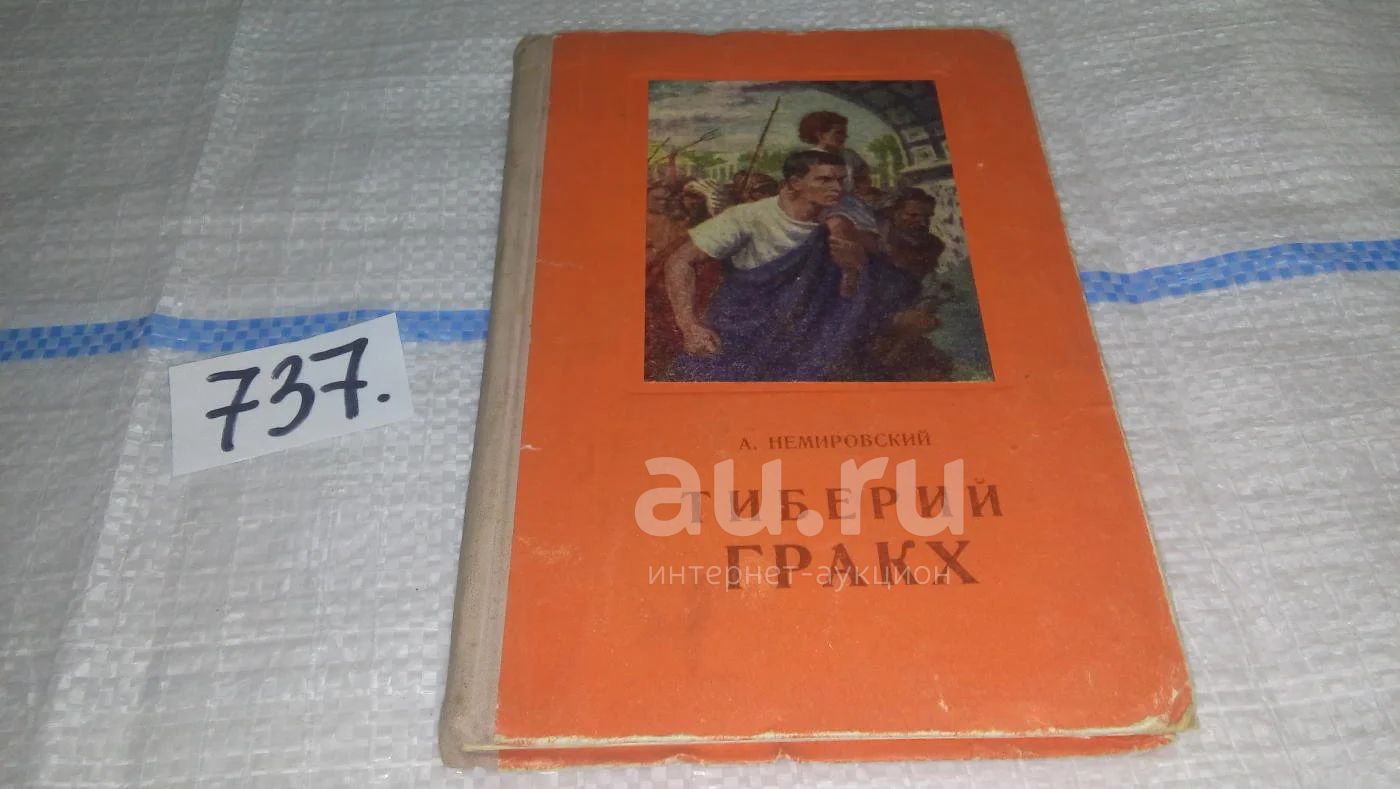 737.
А. НЕМИРОВСКИЙ
ТИБЕРИЙ
ГРАКХ
au.ru
интернет-аукцион